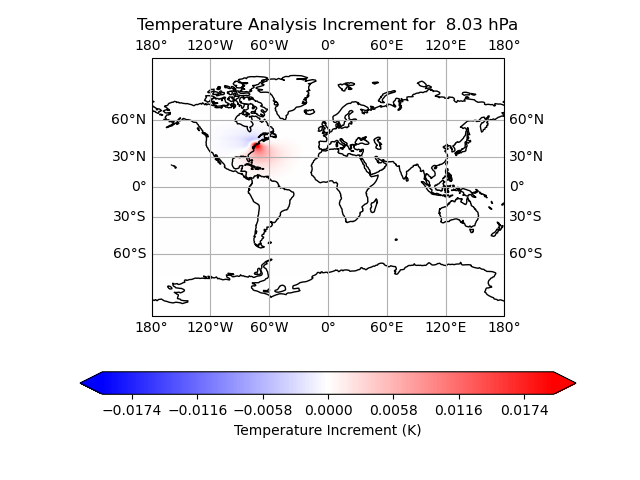 Temperature Analysis Increment for  8.03 hPa
180° 120°W 60°W 0° 60°E 120°E 180°
60°N 60°N
30°N 30°N
0° 0°
30°S 30°S
60°S 60°S
180° 120°W 60°W 0° 60°E 120°E 180°
−0.0174 −0.0116 −0.0058 0.0000 0.0058 0.0116 0.0174
Temperature Increment (K)